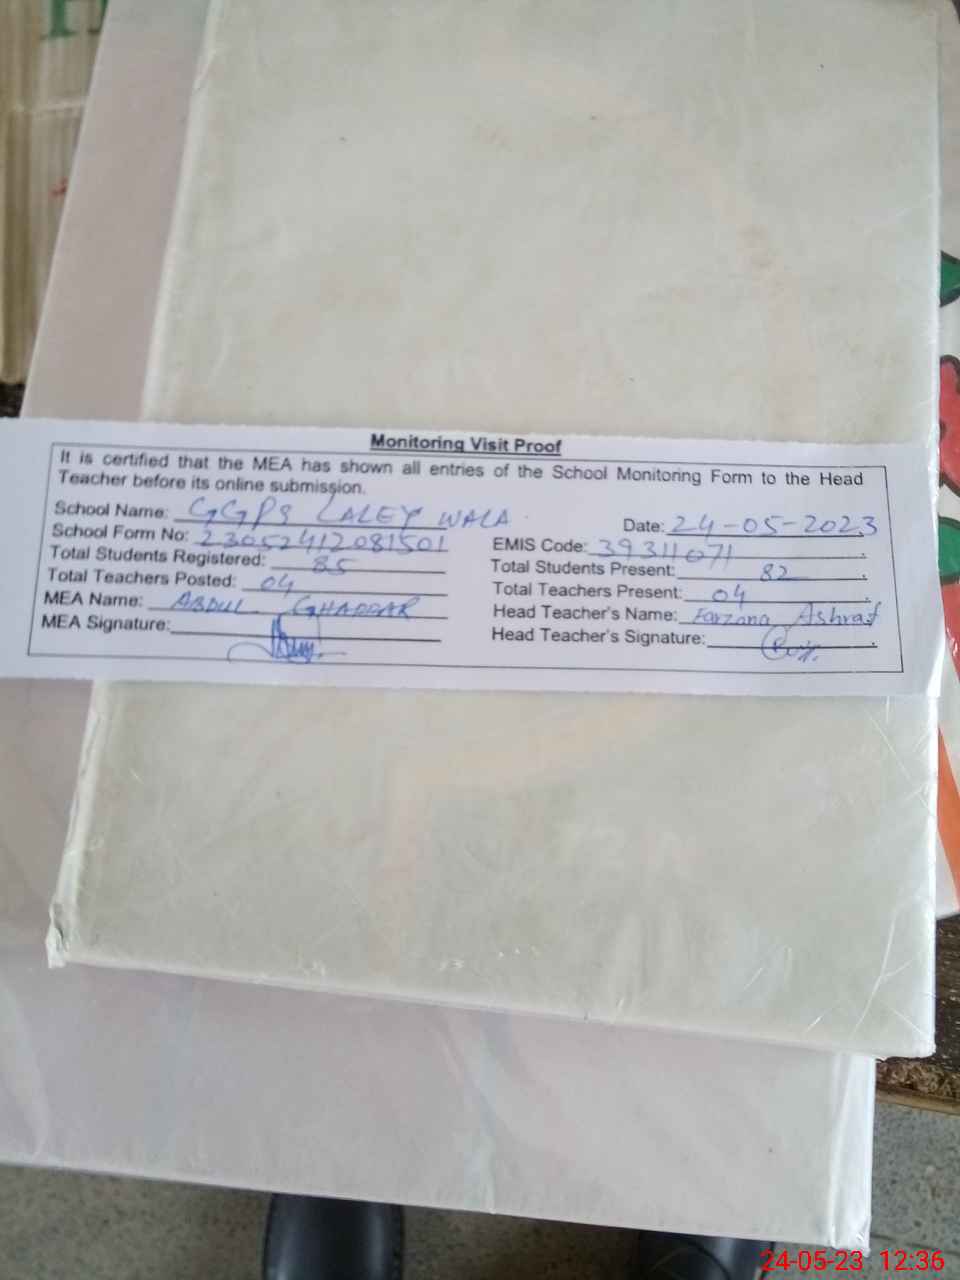 Monitoring Visit Proof
It is certified that the MEA has shown all entries of the School Monitoring Form to the Head
Teacher before its online submission.
School Name: GGPS LALEY WALA Date: 24-05-2023
School Form No: 23052412081501 EMIS Code: 39311071
Total Students Registered: 85 Total Students Present: 82
Total Teachers Posted: 04 Total Teachers Present: 04
MEA Name: ABDUL GHAFFAR Head Teacher's Name: Farzana Ashraf
MEA Signature: Head Teacher's Signature:
24-05-23 12:36